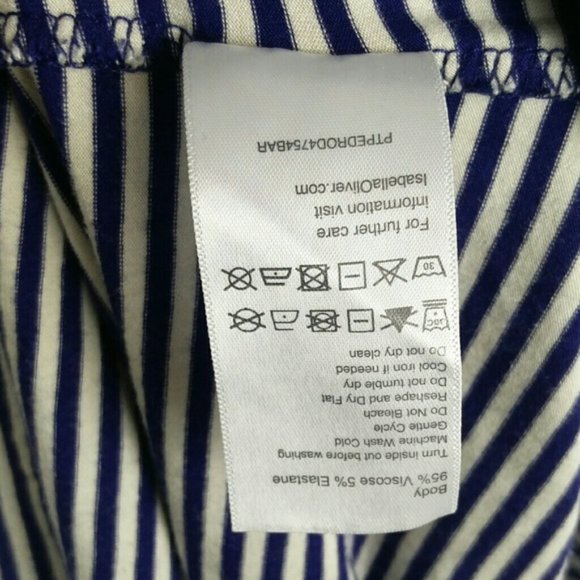 Body
95% Viscose 5% Elastane
Turn inside out before washing
Machine Wash Cold
Gentle Cycle
Do Not Bleach
Reshape and Dry Flat
Do not tumble dry
Cool iron if needed
Do not dry clean
30
For further care
information visit
IsabellaOliver.com
PTPEDROD4754BAR